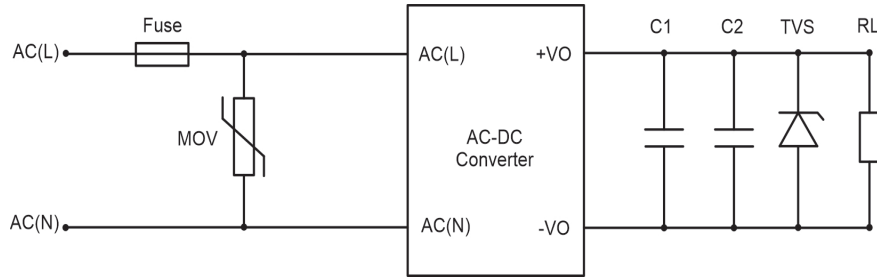 Fuse
C1 C2 TVS RL
AC(L) AC(L) +VO
MOV
AC-DC
Converter
AC(N) AC(N) -VO